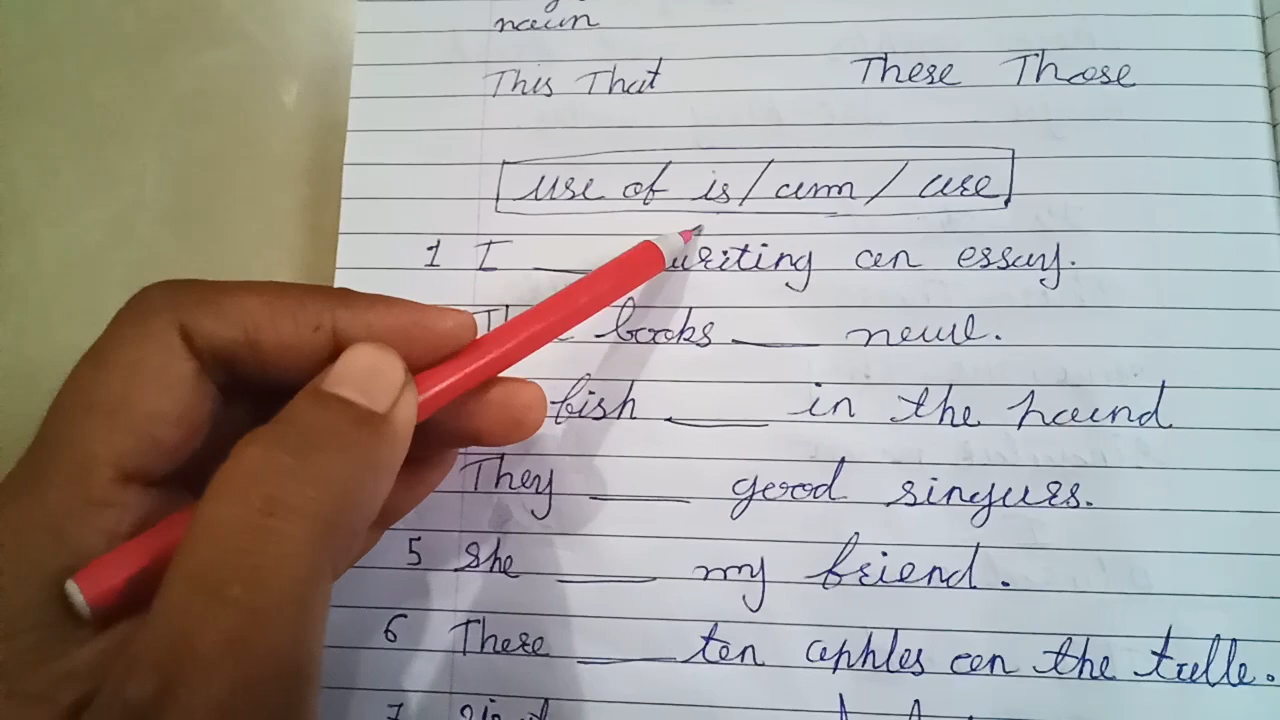 noun
This That These Those
use of is/am/are
1 I ___ writing an essay.
books ___ new.
fish ___ in the pond
They ___ good singers.
5 She ___ my friend.
6 There ___ ten apples on the table.
7